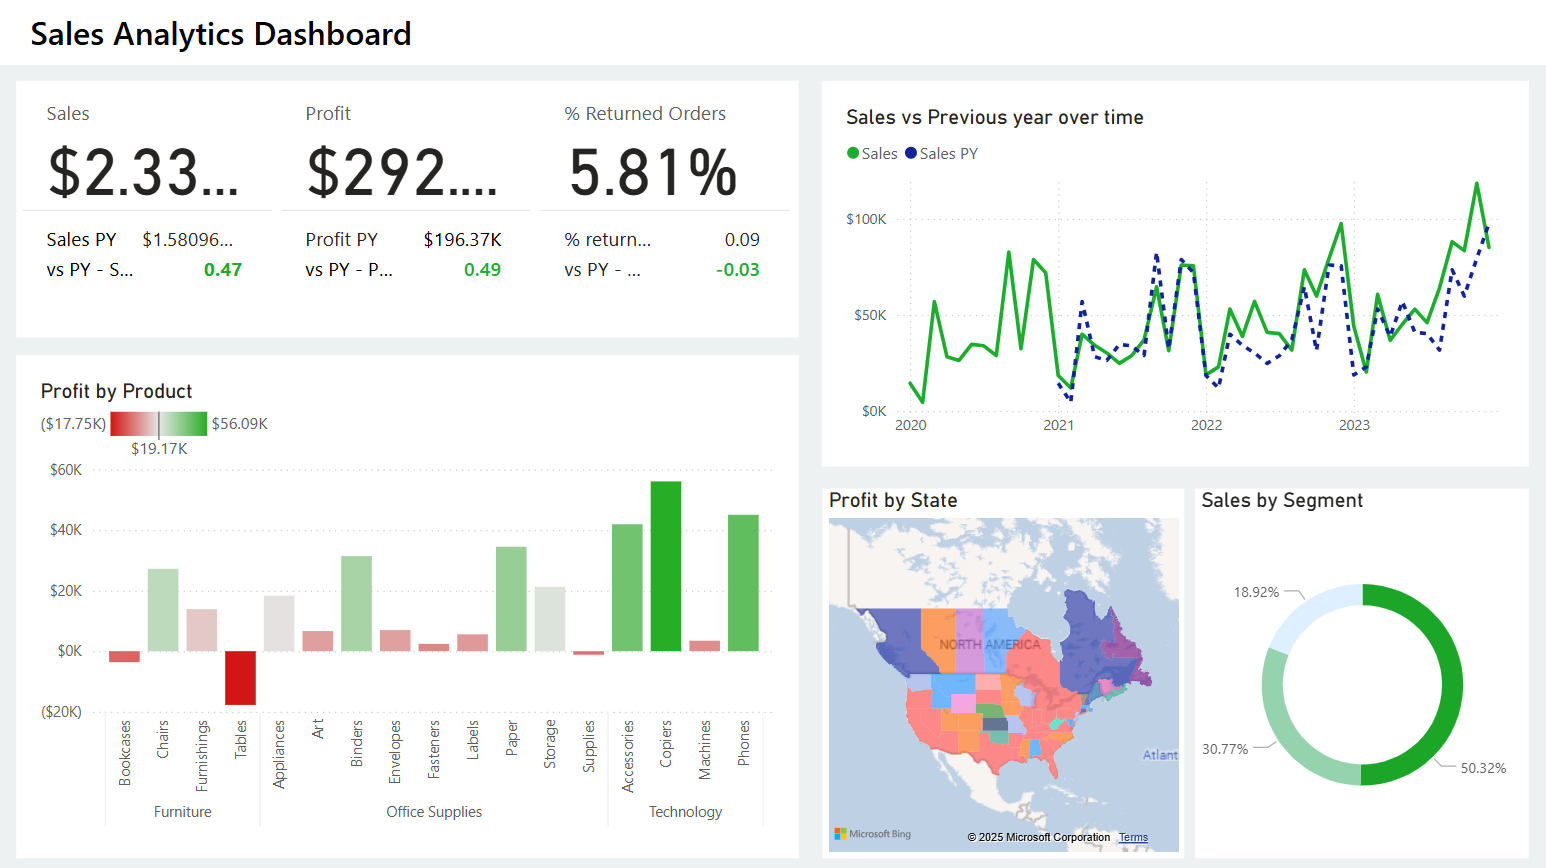 Sales Analytics Dashboard
Sales
$2.33...
Sales PY $1.58096...
vs PY - S... 0.47
Profit
$292....
Profit PY $196.37K
vs PY - P... 0.49
% Returned Orders
5.81%
% return... 0.09
vs PY - ... -0.03
Sales vs Previous year over time
Sales Sales PY
$100K
$50K
$0K
2020 2021 2022 2023
Profit by Product
($17.75K) $56.09K
$19.17K
$60K
$40K
$20K
$0K
($20K)
Bookcases
Chairs
Furnishings
Tables
Appliances
Art
Binders
Envelopes
Fasteners
Labels
Paper
Storage
Supplies
Accessories
Copiers
Machines
Phones
Furniture Office Supplies Technology
Profit by State
NORTH AMERICA
Atlant
Microsoft Bing
© 2025 Microsoft Corporation Terms
Sales by Segment
18.92%
30.77%
50.32%